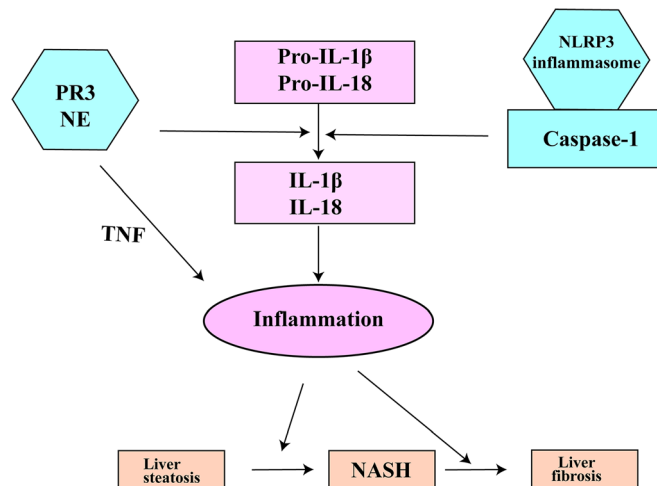 Pro-IL-1β
Pro-IL-18
NLRP3
inflammasome
PR3
NE
Caspase-1
IL-1β
IL-18
TNF
Inflammation
Liver
steatosis
NASH
Liver
fibrosis